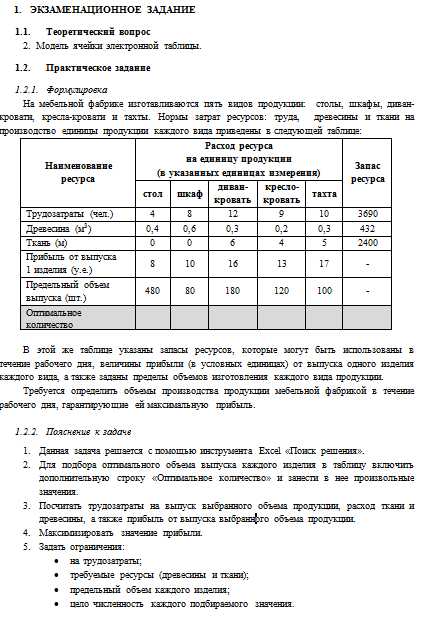 1. ЭКЗАМЕНАЦИОННОЕ ЗАДАНИЕ
1.1. Теоретический вопрос
2. Модель ячейки электронной таблицы.
1.2. Практическое задание
1.2.1. Формулировка
На мебельной фабрике изготавливаются пять видов продукции: столы, шкафы, диван-
кровати, кресла-кровати и тахты. Нормы затрат ресурсов: труда, древесины и ткани на
производство единицы продукции каждого вида приведены в следующей таблице:
Наименование ресурса | Расход ресурса на единицу продукции (в указанных единицах измерения) | Запас ресурса
стол | шкаф | диван-кровать | кресло-кровать | тахта
Трудозатраты (чел.) | 4 | 8 | 12 | 9 | 10 | 3690
Древесина (м³) | 0,4 | 0,6 | 0,3 | 0,2 | 0,3 | 432
Ткань (м) | 0 | 0 | 6 | 4 | 5 | 2400
Прибыль от выпуска 1 изделия (у.е.) | 8 | 10 | 16 | 13 | 17 | -
Предельный объем выпуска (шт.) | 480 | 80 | 180 | 120 | 100 | -
Оптимальное количество
В этой же таблице указаны запасы ресурсов, которые могут быть использованы в
течение рабочего дня, величины прибыли (в условных единицах) от выпуска одного изделия
каждого вида, а также заданы пределы объемов изготовления каждого вида продукции.
Требуется определить объемы производства продукции мебельной фабрикой в течение
рабочего дня, гарантирующие ей максимальную прибыль.
1.2.2. Пояснение к задаче
1. Данная задача решается с помощью инструмента Excel «Поиск решения».
2. Для подбора оптимального объема выпуска каждого изделия в таблицу включить
дополнительную строку «Оптимальное количество» и занести в нее произвольные
значения.
3. Посчитать трудозатраты на выпуск выбранного объема продукции, расход ткани и
древесины, а также прибыль от выпуска выбранного объема продукции.
4. Максимизировать значение прибыли.
5. Задать ограничения:
• на трудозатраты;
• требуемые ресурсы (древесины и ткани);
• предельный объем каждого изделия;
• цело численность каждого подбираемого значения.